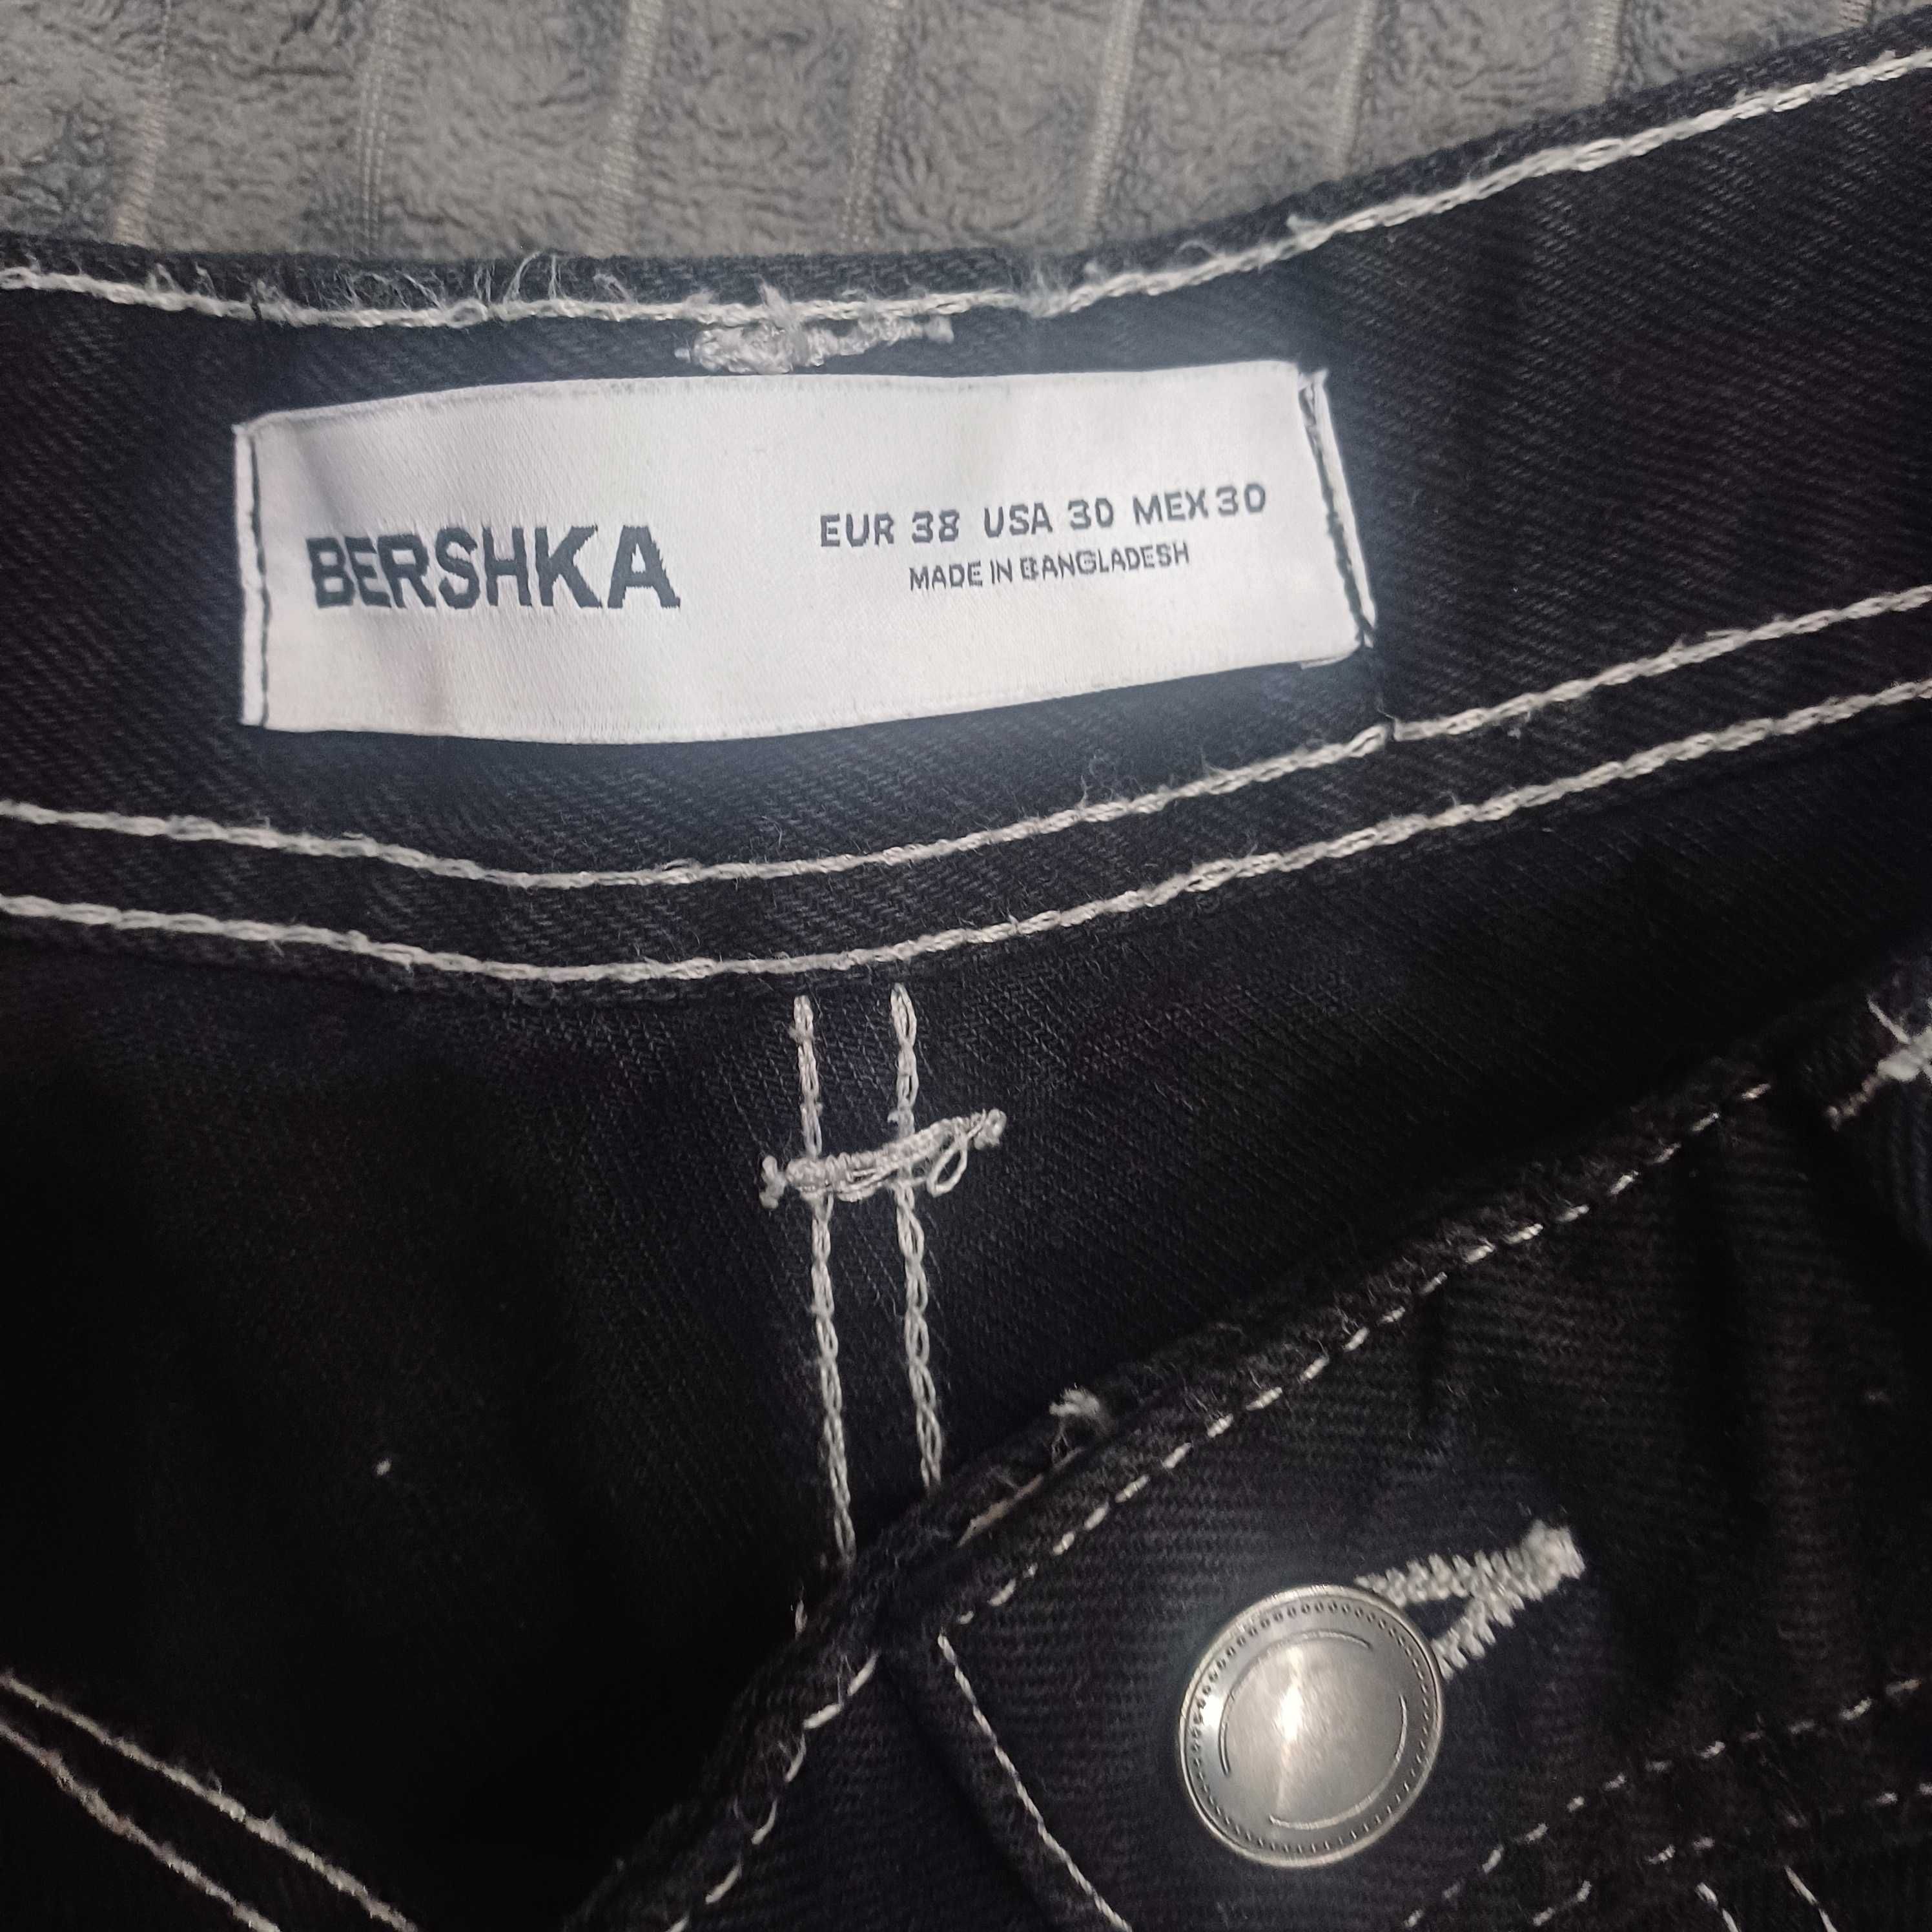 BERSHKA
EUR 38 USA 30 MEX 30
MADE IN BANGLADESH